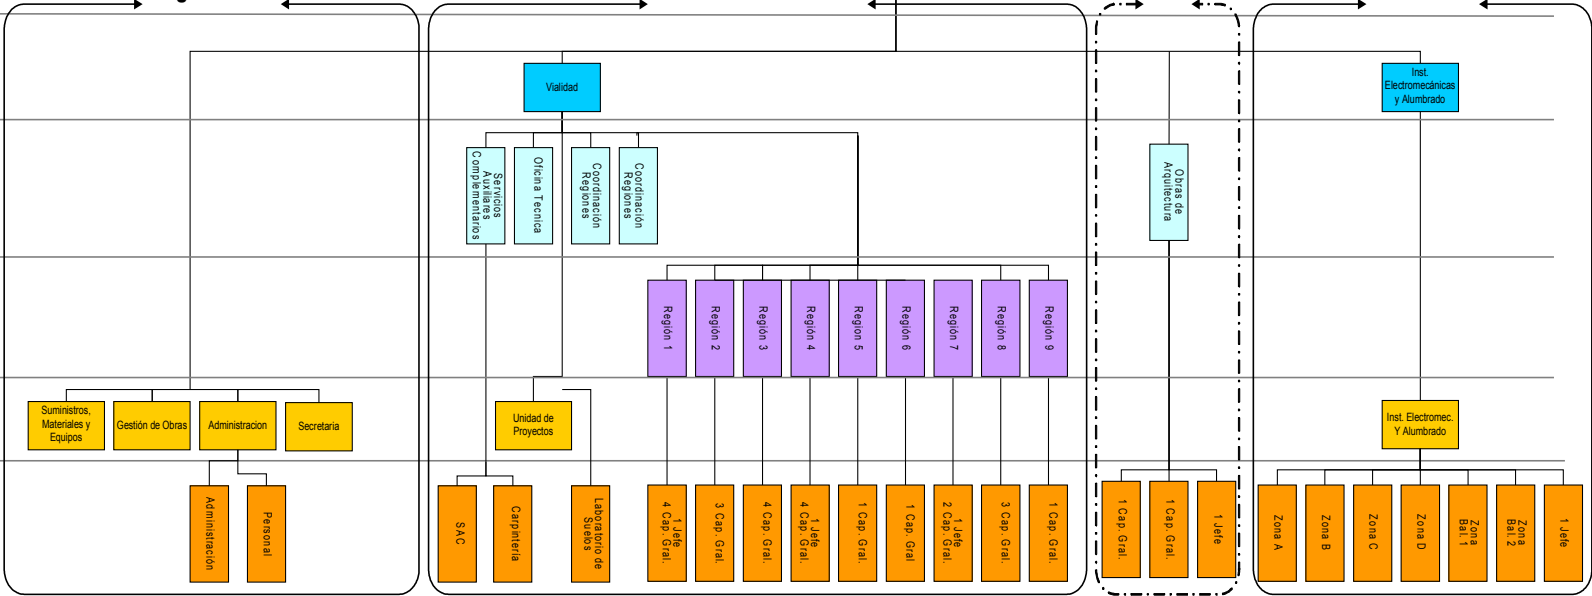 Vialidad
Inst.
Electromecánicas
y Alumbrado
Servicios
Auxiliares
Complementarios
Oficina Tecnica
Coordinación
Regiones
Coordinación
Regiones
Obras de
Arquitectura
Región 1
Región 2
Región 3
Región 4
Region 5
Región 6
Región 7
Región 8
Región 9
Suministros,
Materiales y
Equipos
Gestión de Obras
Administracion
Secretaria
Unidad de
Proyectos
Inst. Electromec.
Y Alumbrado
Administración
Personal
SAC
Carpintería
Laboratorio de
Suelos
1 Jefe
4 Cap. Gral.
3 Cap. Gral.
4 Cap. Gral.
1 Jefe
4 Cap. Gral.
1 Cap. Gral.
1 Cap. Gral
1 Jefe
2 Cap. Gral.
3 Cap. Gral.
1 Cap. Gral.
1 Cap. Gral.
1 Cap. Gral.
1 Jefe
Zona A
Zona B
Zona C
Zona D
Zona
Bal. 1
Zona
Bal. 2
1 Jefe